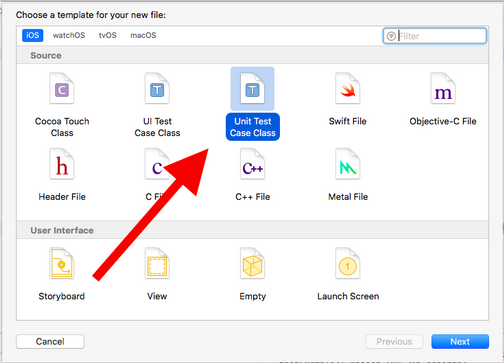 Choose a template for your new file:
iOS watchOS tvOS macOS Filter
Source
C T T m
Cocoa Touch Class
UI Test Case Class
Unit Test Case Class
Swift File
Objective-C File
h c C++
Header File
C File
C++ File
Metal File
User Interface
1
Storyboard View Empty Launch Screen
Cancel Previous Next